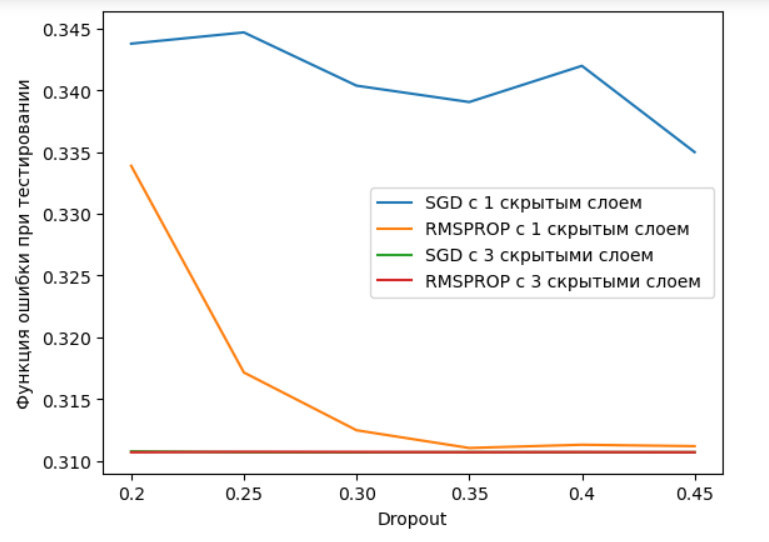 0.345
0.340
0.335
0.330
0.325
0.320
0.315
0.310
Функция ошибки при тестировании
SGD с 1 скрытым слоем
RMSPROP с 1 скрытым слоем
SGD с 3 скрытыми слоем
RMSPROP с 3 скрытыми слоем
0.2 0.25 0.30 0.35 0.4 0.45
Dropout